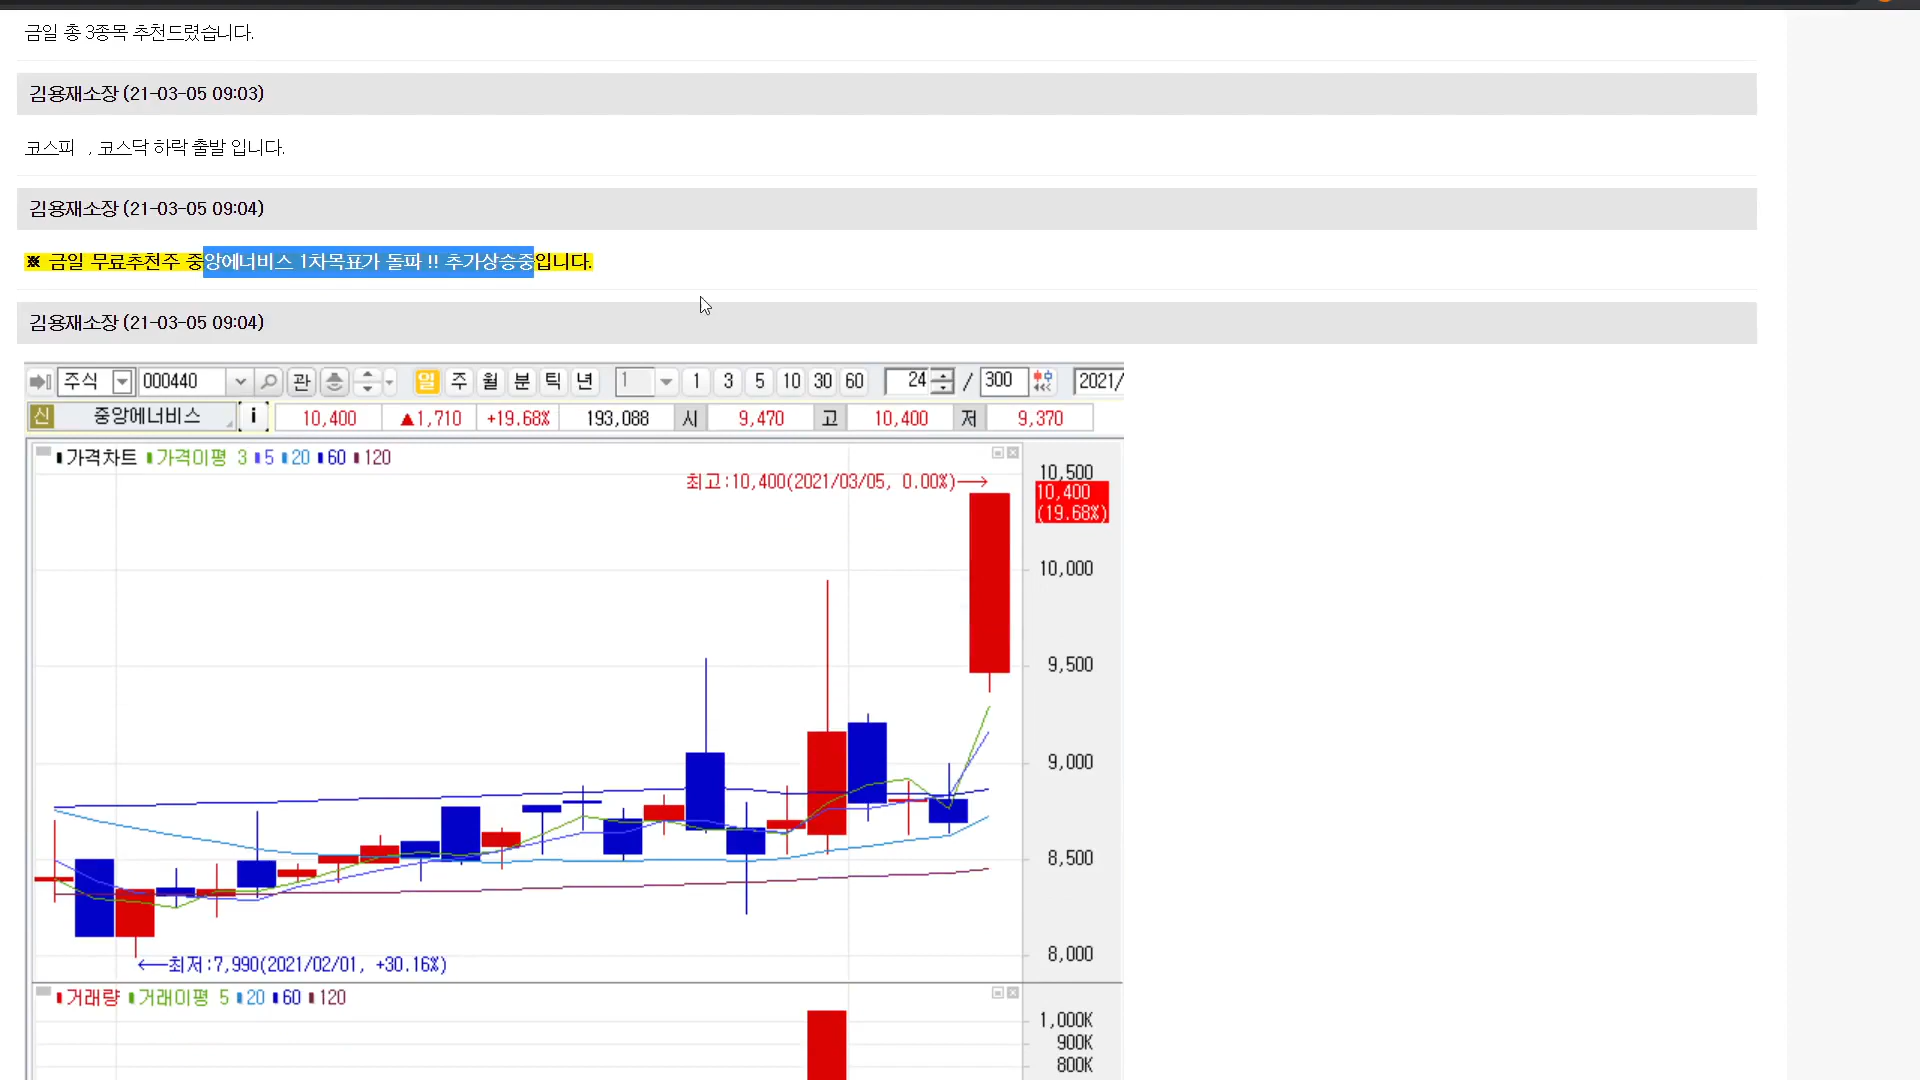 금일 총 3종목 추천드렸습니다.
김용재소장 (21-03-05 09:03)
코스피 , 코스닥 하락 출발 입니다.
김용재소장 (21-03-05 09:04)
※ 금일 무료추천주 중앙에너비스 1차목표가 돌파 !! 추가상승중입니다.
김용재소장 (21-03-05 09:04)
주식 000440 관 일 주 월 분 틱 년 1 1 3 5 10 30 60 24 / 300 2021/
신 중앙에너비스 i 10,400 ▲1,710 +19.68% 193,088 시 9,470 고 10,400 저 9,370
가격차트 가격이평 3 5 20 60 120
10,500
최고:10,400(2021/03/05, 0.00%)
10,400
(19.68%)
10,000
9,500
9,000
8,500
8,000
최저:7,990(2021/02/01, +30.16%)
거래량 거래이평 5 20 60 120
1,000K
900K
800K